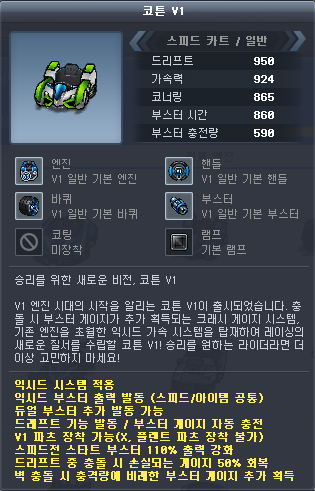 코튼 V1
스피드 카트 / 일반
드리프트 950
가속력 924
코너링 865
부스터 시간 860
부스터 충전량 590
엔진
V1 일반 기본 엔진
핸들
V1 일반 기본 핸들
바퀴
V1 일반 기본 바퀴
부스터
V1 일반 기본 부스터
코팅
미장착
램프
기본 램프
승리를 위한 새로운 비전, 코튼 V1
V1 엔진 시대의 시작을 알리는 코튼 V1이 출시되었습니다. 충
돌 시 부스터 게이지가 추가 획득되는 크래시 게이지 시스템,
기존 엔진을 초월한 익시드 가속 시스템을 탑재하여 레이싱의
새로운 질서를 수립할 코튼 V1! 승리를 원하는 라이더라면 더
이상 고민하지 마세요!
익시드 시스템 적용
익시드 부스터 출력 발동 (스피드/아이템 공통)
듀얼 부스터 추가 발동 가능
드래프트 가능 발동 / 부스터 게이지 자동 충전
V1 파츠 장착 가능(X, 플랜트 파츠 장착 불가)
스피드전 스타트 부스터 110% 출력 강화
드리프트 중 충돌 시 손실되는 게이지 50% 회복
벽 충돌 시 충격량에 비례한 부스터 게이지 추가 획득